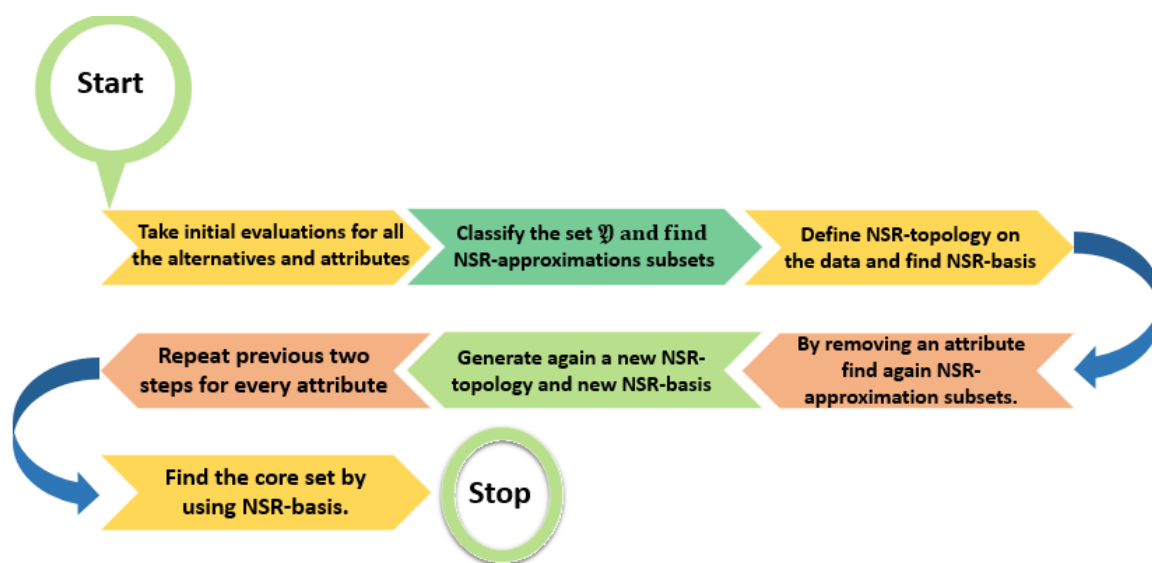 Start
Take initial evaluations for all
the alternatives and attributes
Classify the set 𝖄 and find
NSR-approximations subsets
Define NSR-topology on
the data and find NSR-basis
By removing an attribute
find again NSR-
approximation subsets.
Generate again a new NSR-
topology and new NSR-basis
Repeat previous two
steps for every attribute
Find the core set by
using NSR-basis.
Stop